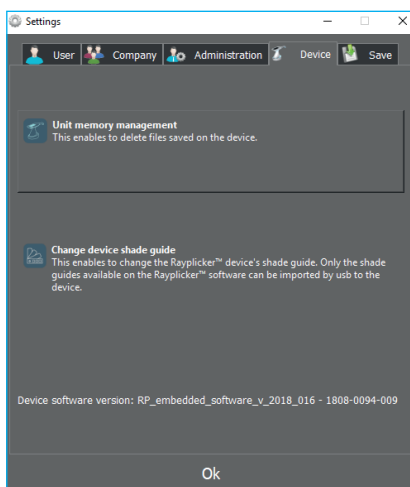 Settings
User Company Administration Device Save
Unit memory management
This enables to delete files saved on the device.
Change device shade guide
This enables to change the Rayplicker™ device's shade guide. Only the shade
guides available on the Rayplicker™ software can be imported by usb to the
device.
Device software version: RP_embedded_software_v_2018_016 - 1808-0094-009
Ok